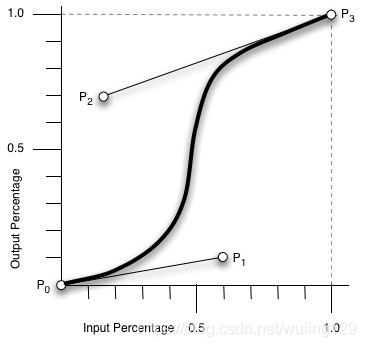 1.0
P3
P2
0.5
Output Percentage
P1
P0
Input Percentage 0.5 1.0
http://blog.csdn.net/wuling129